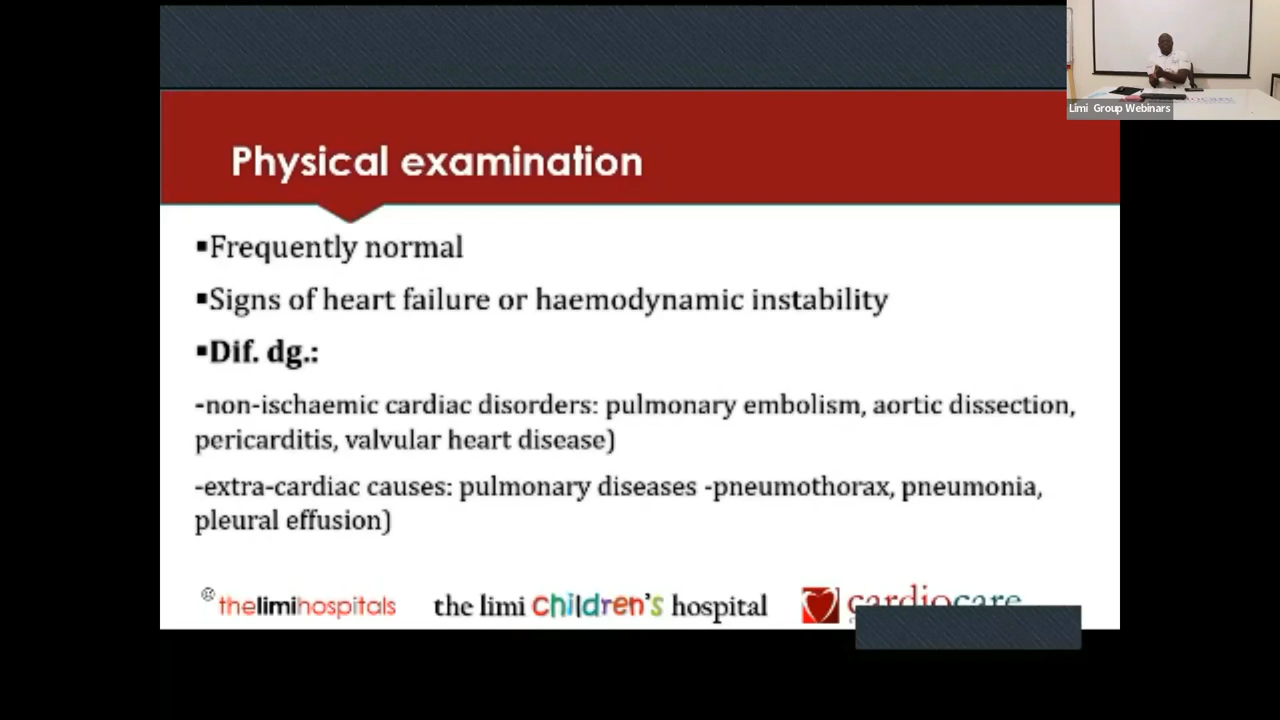 Limi Group Webinars
Physical examination
▪Frequently normal
▪Signs of heart failure or haemodynamic instability
▪Dif. dg.:
-non-ischaemic cardiac disorders: pulmonary embolism, aortic dissection,
pericarditis, valvular heart disease)
-extra-cardiac causes: pulmonary diseases -pneumothorax, pneumonia,
pleural effusion)
thelimihospitals
the limi children's hospital
cardiocare